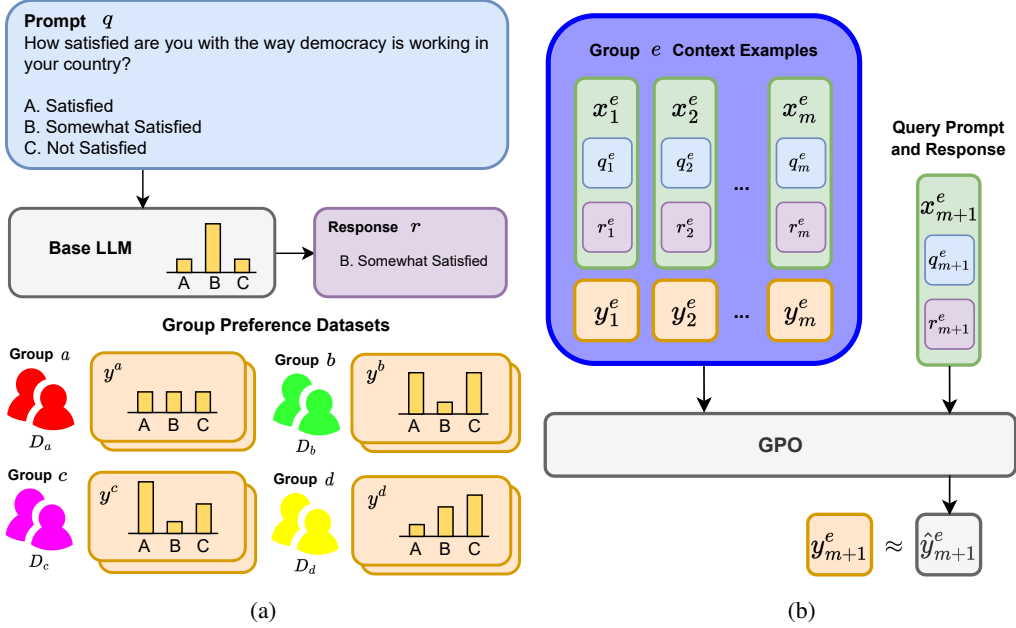 Prompt q
How satisfied are you with the way democracy is working in
your country?
A. Satisfied
B. Somewhat Satisfied
C. Not Satisfied
Base LLM
A B C
Response r
B. Somewhat Satisfied
Group Preference Datasets
Group a
D_a
y^a
A B C
Group b
D_b
y^b
A B C
Group c
D_c
y^c
A B C
Group d
D_d
y^d
A B C
(a)
Group e Context Examples
x_1^e x_2^e x_m^e
q_1^e q_2^e q_m^e
...
r_1^e r_2^e r_m^e
y_1^e y_2^e ... y_m^e
Query Prompt
and Response
x_{m+1}^e
q_{m+1}^e
r_{m+1}^e
GPO
y_{m+1}^e ≈ ŷ_{m+1}^e
(b)